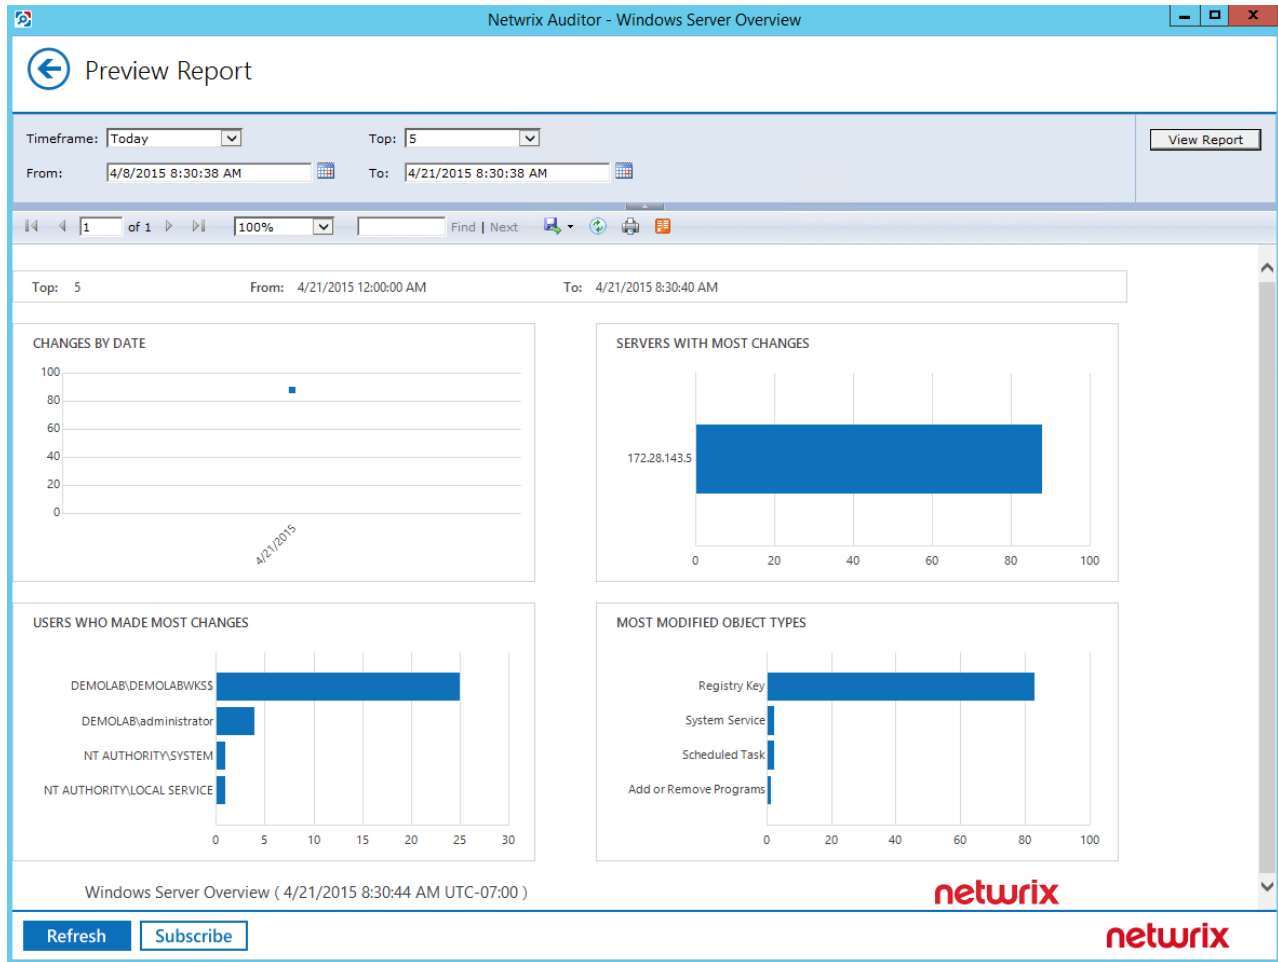 Netwrix Auditor - Windows Server Overview
Preview Report
Timeframe: Today Top: 5 View Report
From: 4/8/2015 8:30:38 AM To: 4/21/2015 8:30:38 AM
1 of 1 100% Find | Next
Top: 5 From: 4/21/2015 12:00:00 AM To: 4/21/2015 8:30:40 AM
CHANGES BY DATE
100
80
60
40
20
0
4/21/2015
SERVERS WITH MOST CHANGES
172.28.143.5
0 20 40 60 80 100
USERS WHO MADE MOST CHANGES
DEMOLAB\DEMOLABWKS$
DEMOLAB\administrator
NT AUTHORITY\SYSTEM
NT AUTHORITY\LOCAL SERVICE
0 5 10 15 20 25 30
MOST MODIFIED OBJECT TYPES
Registry Key
System Service
Scheduled Task
Add or Remove Programs
0 20 40 60 80 100
Windows Server Overview ( 4/21/2015 8:30:44 AM UTC-07:00 )
netwrix
Refresh Subscribe
netwrix